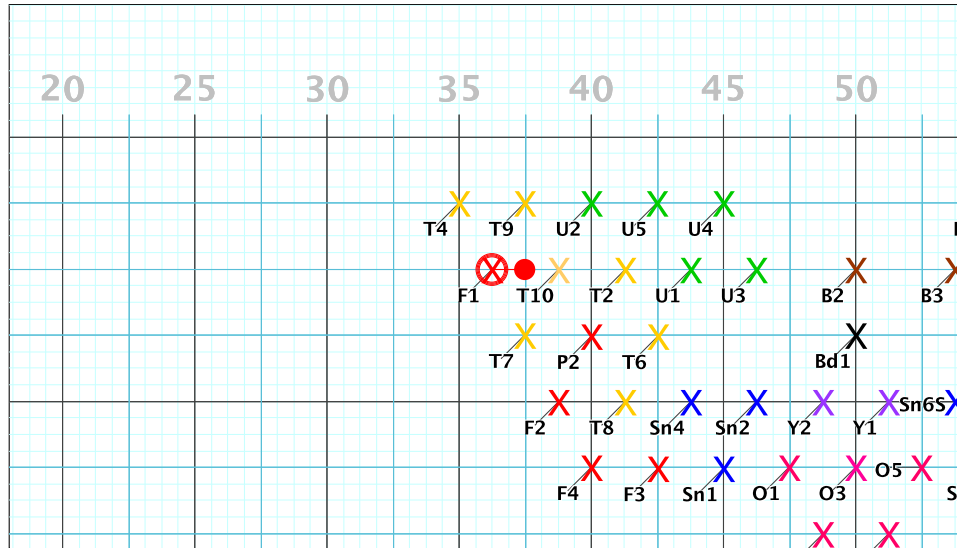 20 25 30 35 40 45 50
T4 T9 U2 U5 U4
F1 T10 T2 U1 U3 B2 B3
T7 P2 T6 Bd1
F2 T8 Sn4 Sn2 Y2 Y1 Sn6S
F4 F3 Sn1 O1 O3 O5